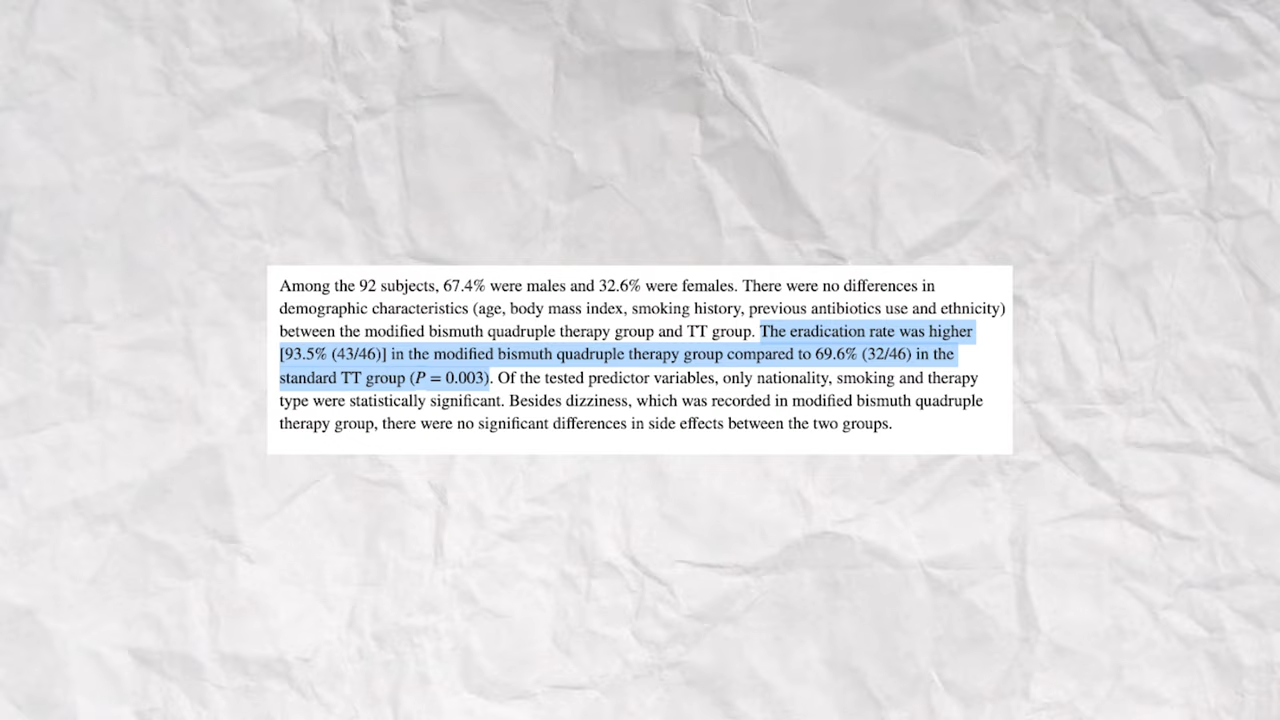 Among the 92 subjects, 67.4% were males and 32.6% were females. There were no differences in
demographic characteristics (age, body mass index, smoking history, previous antibiotics use and ethnicity)
between the modified bismuth quadruple therapy group and TT group. The eradication rate was higher
[93.5% (43/46)] in the modified bismuth quadruple therapy group compared to 69.6% (32/46) in the
standard TT group (P = 0.003). Of the tested predictor variables, only nationality, smoking and therapy
type were statistically significant. Besides dizziness, which was recorded in modified bismuth quadruple
therapy group, there were no significant differences in side effects between the two groups.